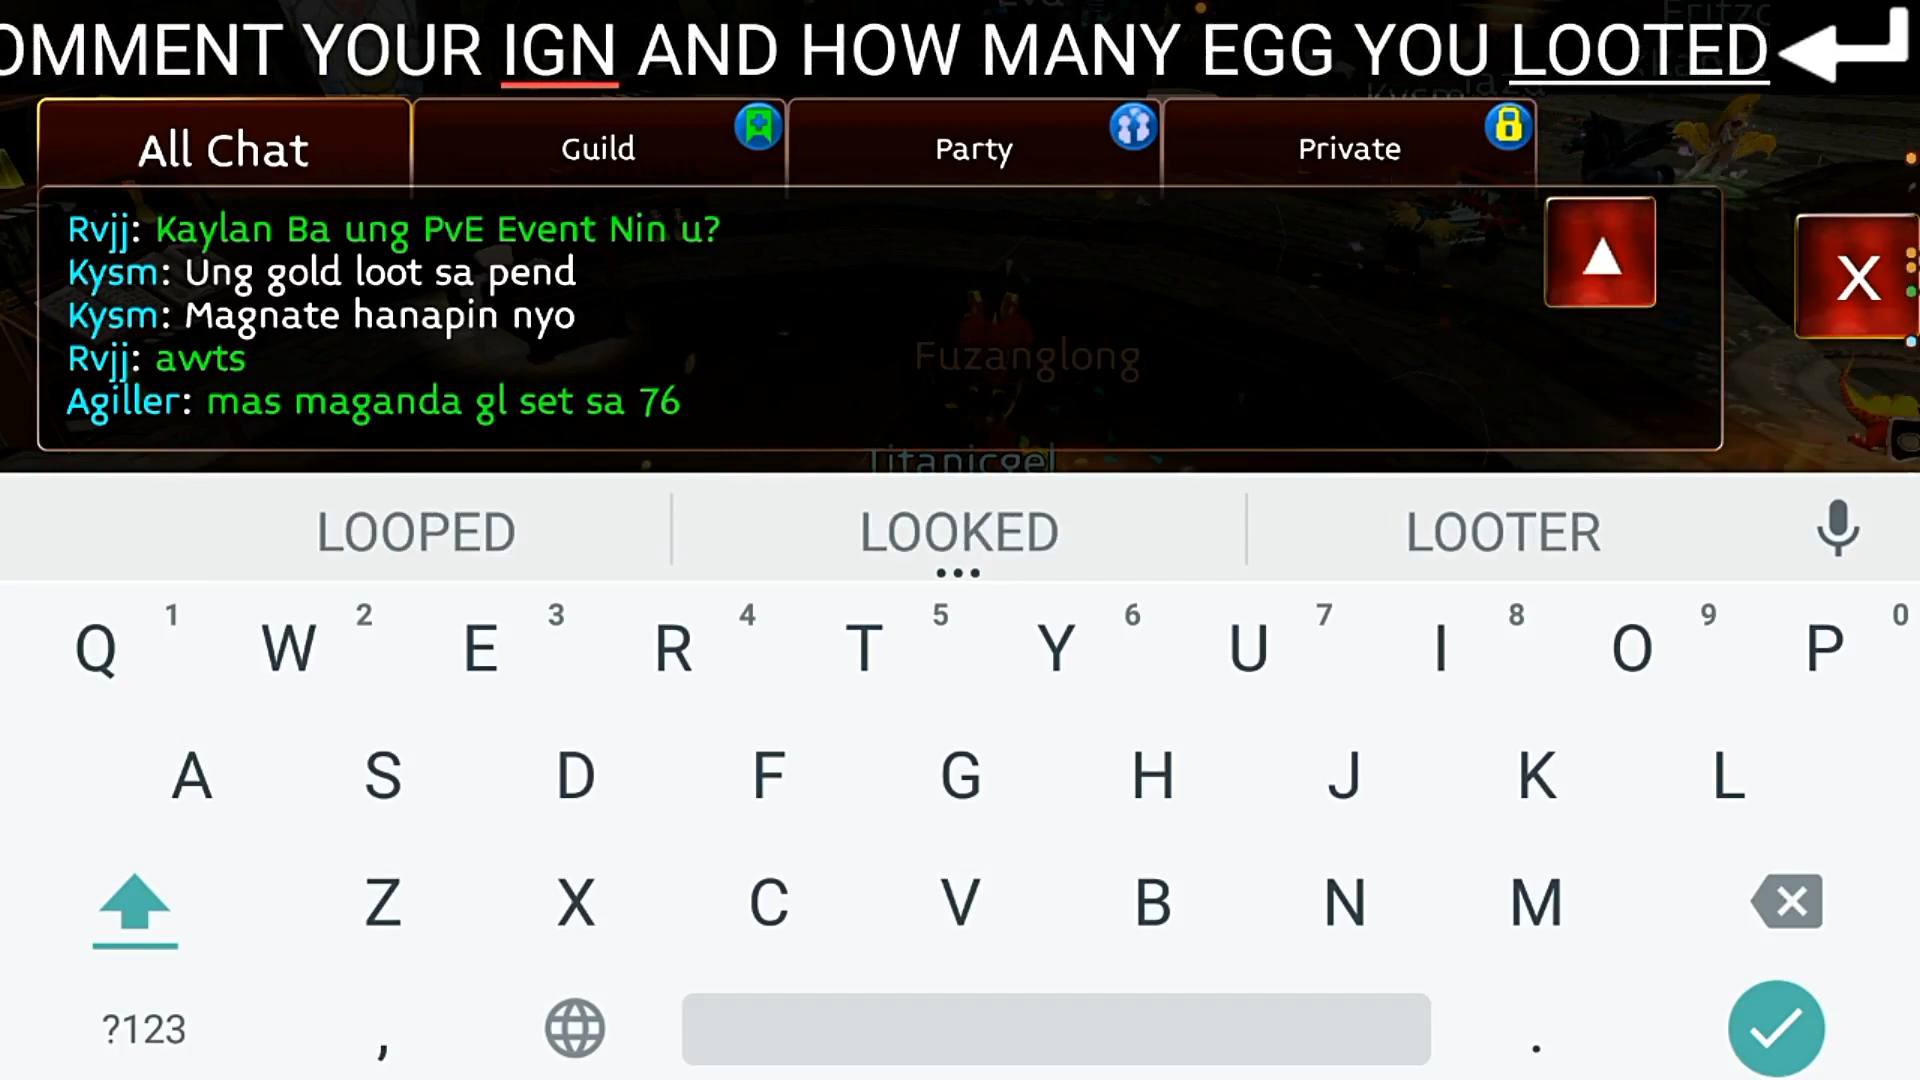 OMMENT YOUR IGN AND HOW MANY EGG YOU LOOTED
All Chat
Guild
Party
Private
Rvjj: Kaylan Ba ung PvE Event Nin u?
Kysm: Ung gold loot sa pend
Kysm: Magnate hanapin nyo
Rvjj: awts
Agiller: mas maganda gl set sa 76
X
Fuzanglong
Titanicgel
LOOPED LOOKED LOOTER
1 2 3 4 5 6 7 8 9 0
Q W E R T Y U I O P
A S D F G H J K L
Z X C V B N M
?123 , .